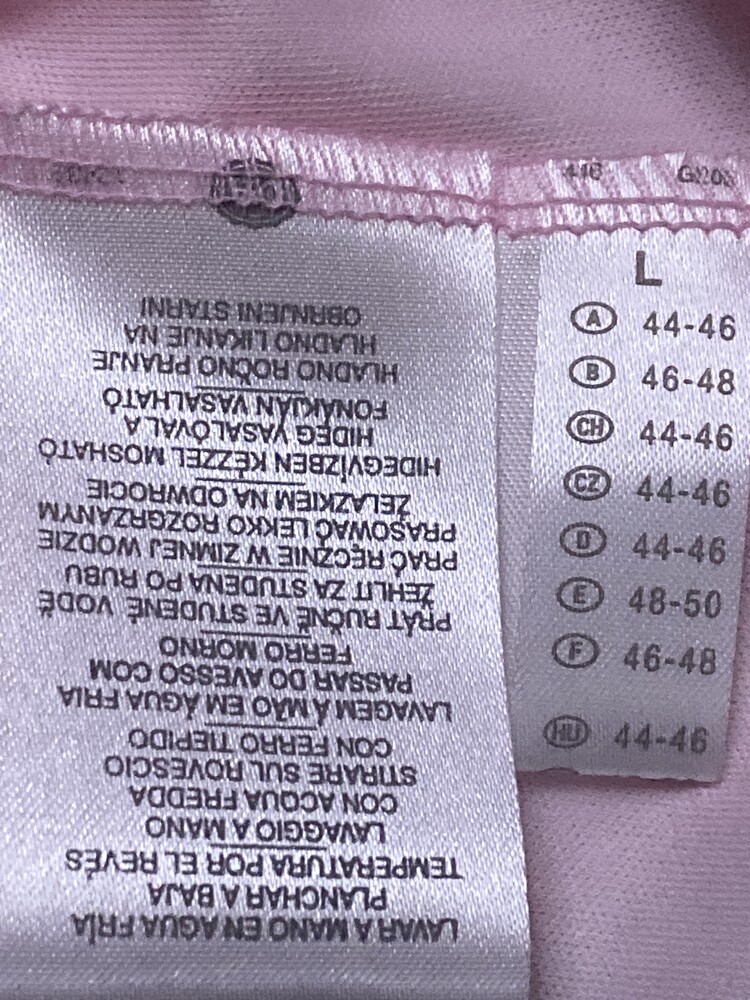 LAVAR A MANO EN AGUA FRÍA
PLANCHAR A BAJA
TEMPERATURA POR EL REVÉS
LAVAGGIO A MANO
CON ACQUA FREDDA
STIRARE SUL ROVESCIO
CON FERRO TIEPIDO
LAVAGEM À MÃO EM ÁGUA FRIA
PASSAR DO AVESSO COM
FERRO MORNO
PRÁT RUČNĚ VE STUDENÉ VODĚ
ŽEHLIT ZA STUDENA PO RUBU
PRAĆ RĘCZNIE W ZIMNEJ WODZIE
PRASOWAĆ LEKKO ROZGRZANYM
ŻELAZKIEM NA ODWROCIE
HIDEGVÍZBEN KÉZZEL MOSHATÓ
HIDEG VASALÓVAL A
FONÁKJÁN VASALHATÓ
HLADNO ROČNO PRANJE
HLADNO LIKANJE NA
OBRNJENI STARNI
L
A 44-46
B 46-48
CH 44-46
CZ 44-46
D 44-46
E 48-50
F 46-48
HU 44-46